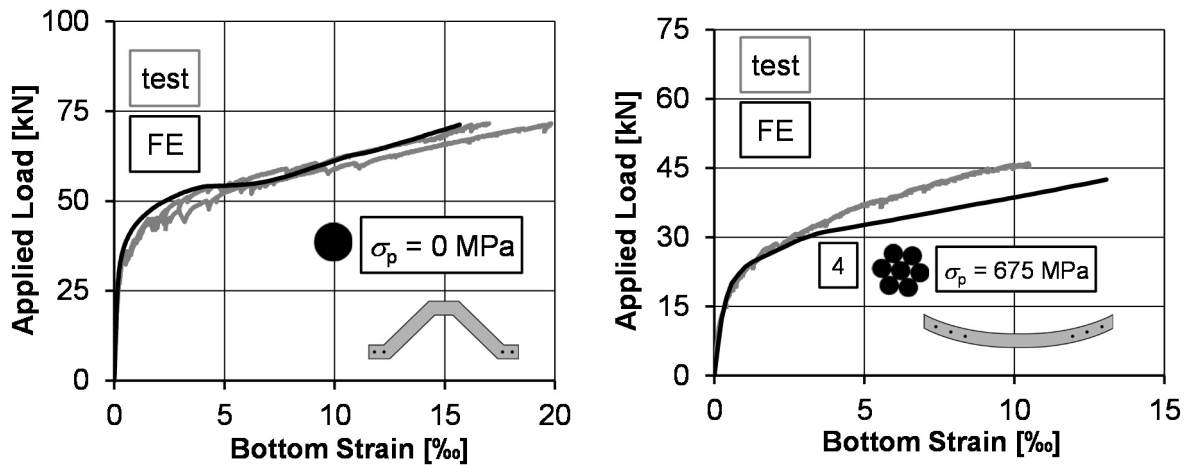 100
75
50
25
0
Applied Load [kN]
test
FE
σp = 0 MPa
0 5 10 15 20
Bottom Strain [‰]
75
60
45
30
15
0
Applied Load [kN]
test
FE
4
σp = 675 MPa
0 5 10 15
Bottom Strain [‰]